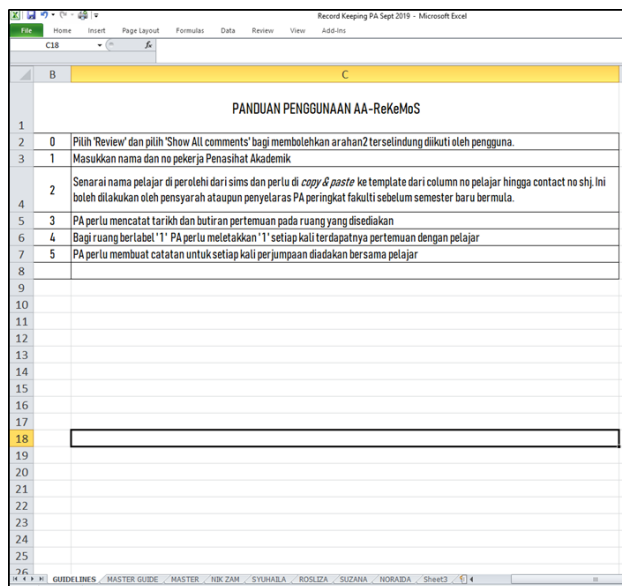 Record Keeping PA Sept 2019 - Microsoft Excel
File Home Insert Page Layout Formulas Data Review View Add-Ins
C18 fx
B C
1 PANDUAN PENGGUNAAN AA-ReKeMoS
2 0 Pilih 'Review' dan pilih 'Show All comments' bagi membolehkan arahan2 terselindung diikuti oleh pengguna.
3 1 Masukkan nama dan no pekerja Penasihat Akademik
Senarai nama pelajar di perolehi dari sims dan perlu di copy & paste ke template dari column no pelajar hingga contact no shj. Ini
4 2 boleh dilakukan oleh pensyarah ataupun penyelaras PA peringkat fakulti sebelum semester baru bermula.
5 3 PA perlu mencatat tarikh dan butiran pertemuan pada ruang yang disediakan
6 4 Bagi ruang berlabel '1' PA perlu meletakkan '1' setiap kali terdapatnya pertemuan dengan pelajar
7 5 PA perlu membuat catatan untuk setiap kali perjumpaan diadakan bersama pelajar
8
9
10
11
12
13
14
15
16
17
18
19
20
21
22
23
24
25
26
GUIDELINES MASTER GUIDE MASTER NIK ZAM SYUHAILA ROSLIZA SUZANA NORAIDA Sheet3